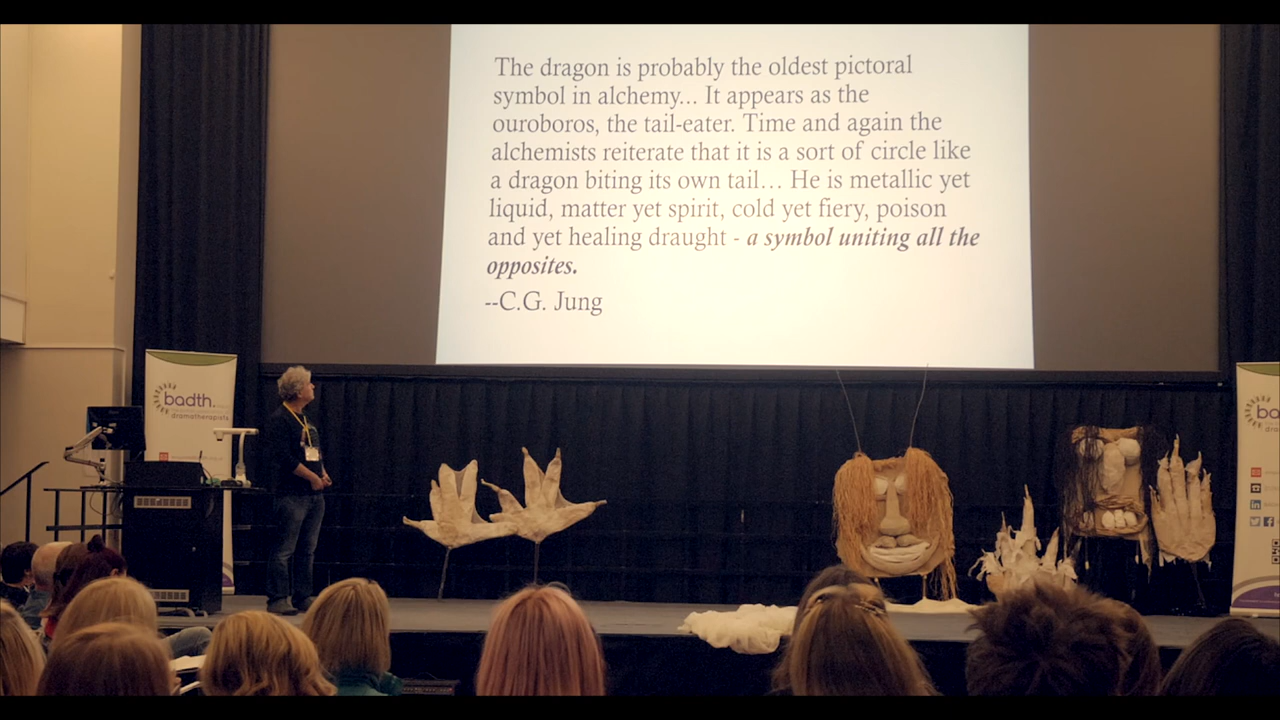 The dragon is probably the oldest pictoral
symbol in alchemy... It appears as the
ouroboros, the tail-eater. Time and again the
alchemists reiterate that it is a sort of circle like
a dragon biting its own tail... He is metallic yet
liquid, matter yet spirit, cold yet fiery, poison
and yet healing draught - a symbol uniting all the
opposites.
--C.G. Jung
badth.
dramatherapists
ba
dra